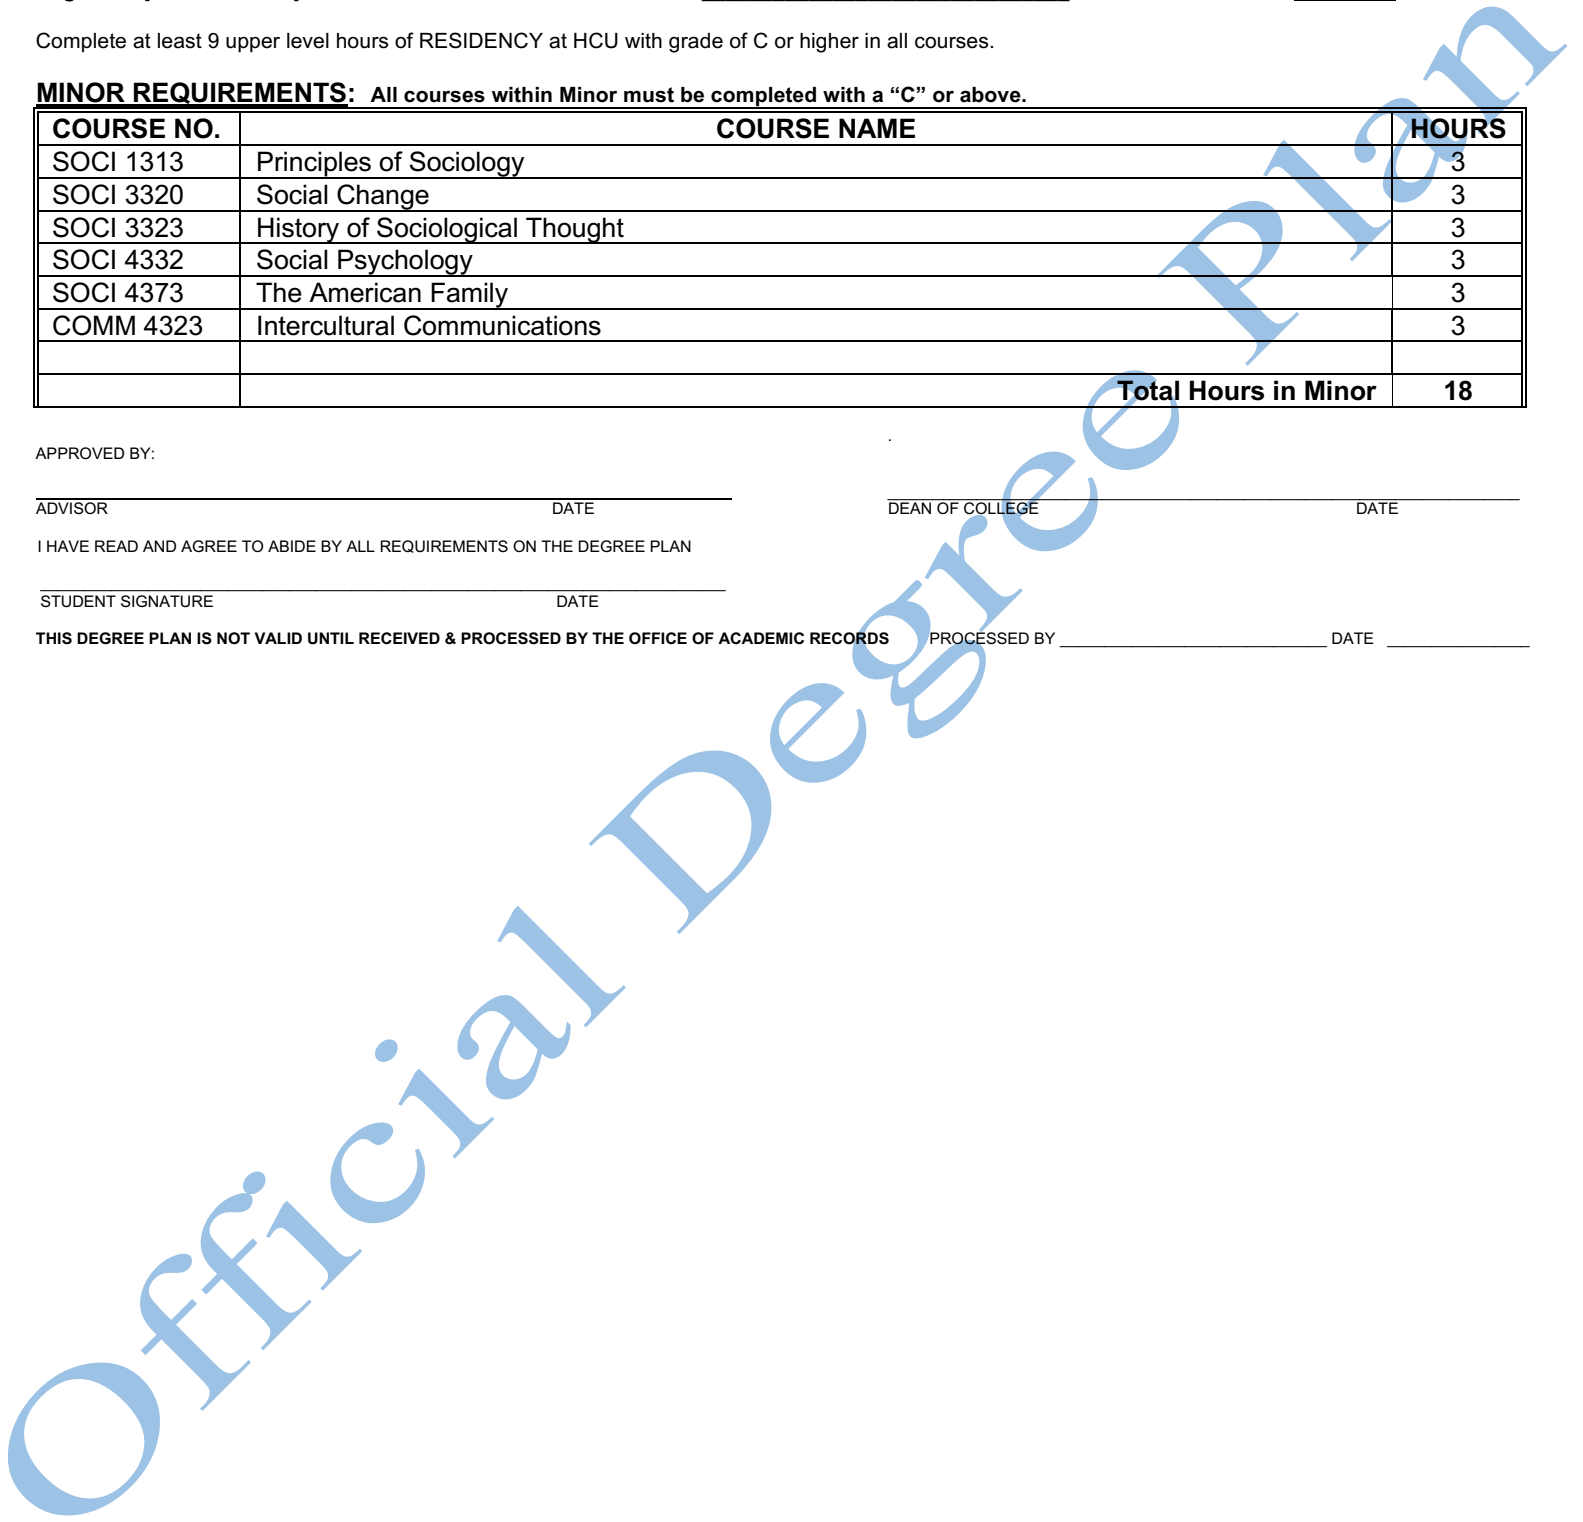 Complete at least 9 upper level hours of RESIDENCY at HCU with grade of C or higher in all courses.
MINOR REQUIREMENTS: All courses within Minor must be completed with a “C” or above.
COURSE NO. COURSE NAME HOURS
SOCI 1313 Principles of Sociology 3
SOCI 3320 Social Change 3
SOCI 3323 History of Sociological Thought 3
SOCI 4332 Social Psychology 3
SOCI 4373 The American Family 3
COMM 4323 Intercultural Communications 3
Total Hours in Minor 18
.
APPROVED BY:
ADVISOR DATE DEAN OF COLLEGE DATE
I HAVE READ AND AGREE TO ABIDE BY ALL REQUIREMENTS ON THE DEGREE PLAN
STUDENT SIGNATURE DATE
THIS DEGREE PLAN IS NOT VALID UNTIL RECEIVED & PROCESSED BY THE OFFICE OF ACADEMIC RECORDS PROCESSED BY ______________________________ DATE ________________
Official Degree Plan